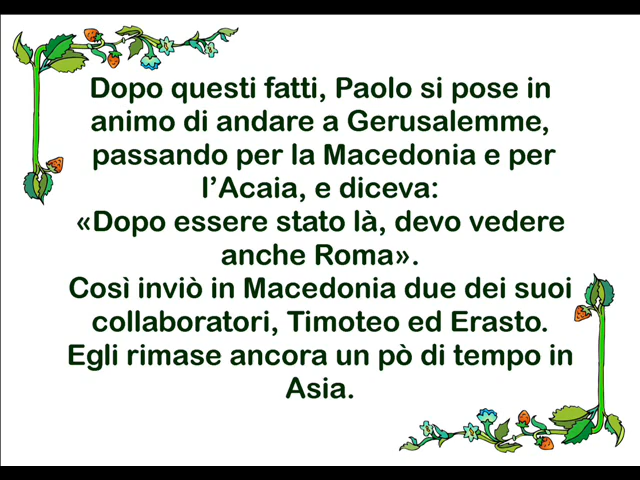 Dopo questi fatti, Paolo si pose in
animo di andare a Gerusalemme,
passando per la Macedonia e per
l’Acaia, e diceva:
«Dopo essere stato là, devo vedere
anche Roma».
Così inviò in Macedonia due dei suoi
collaboratori, Timoteo ed Erasto.
Egli rimase ancora un pò di tempo in
Asia.